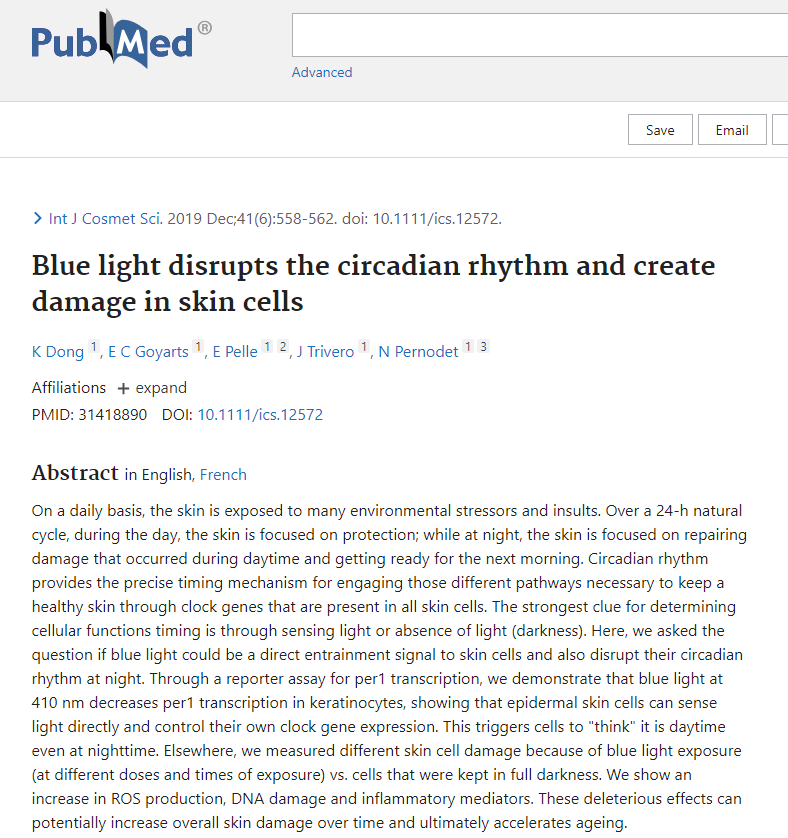 PubMed®
Advanced
Save
Email
Int J Cosmet Sci. 2019 Dec;41(6):558-562. doi: 10.1111/ics.12572.
Blue light disrupts the circadian rhythm and create
damage in skin cells
K Dong 1, E C Goyarts 1, E Pelle 1 2, J Trivero 1, N Pernodet 1 3
Affiliations + expand
PMID: 31418890 DOI: 10.1111/ics.12572
Abstract in English, French
On a daily basis, the skin is exposed to many environmental stressors and insults. Over a 24-h natural
cycle, during the day, the skin is focused on protection; while at night, the skin is focused on repairing
damage that occurred during daytime and getting ready for the next morning. Circadian rhythm
provides the precise timing mechanism for engaging those different pathways necessary to keep a
healthy skin through clock genes that are present in all skin cells. The strongest clue for determining
cellular functions timing is through sensing light or absence of light (darkness). Here, we asked the
question if blue light could be a direct entrainment signal to skin cells and also disrupt their circadian
rhythm at night. Through a reporter assay for per1 transcription, we demonstrate that blue light at
410 nm decreases per1 transcription in keratinocytes, showing that epidermal skin cells can sense
light directly and control their own clock gene expression. This triggers cells to "think" it is daytime
even at nighttime. Elsewhere, we measured different skin cell damage because of blue light exposure
(at different doses and times of exposure) vs. cells that were kept in full darkness. We show an
increase in ROS production, DNA damage and inflammatory mediators. These deleterious effects can
potentially increase overall skin damage over time and ultimately accelerates ageing.